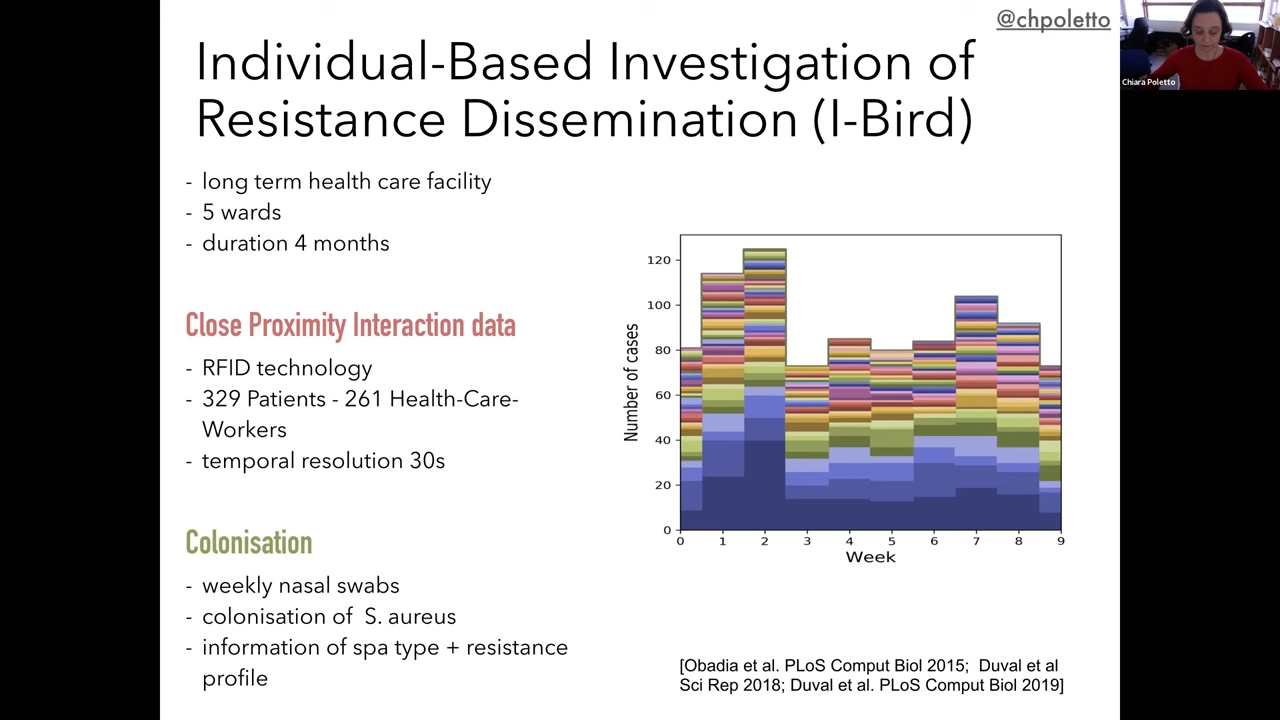 @chpoletto
Chiara Poletto
Individual-Based Investigation of
Resistance Dissemination (I-Bird)
- long term health care facility
- 5 wards
- duration 4 months
Close Proximity Interaction data
- RFID technology
- 329 Patients - 261 Health-Care-
Workers
- temporal resolution 30s
Colonisation
- weekly nasal swabs
- colonisation of S. aureus
- information of spa type + resistance
profile
Number of cases
120
100
80
60
40
20
0
0 1 2 3 4 5 6 7 8 9
Week
[Obadia et al. PLoS Comput Biol 2015; Duval et al
Sci Rep 2018; Duval et al. PLoS Comput Biol 2019]